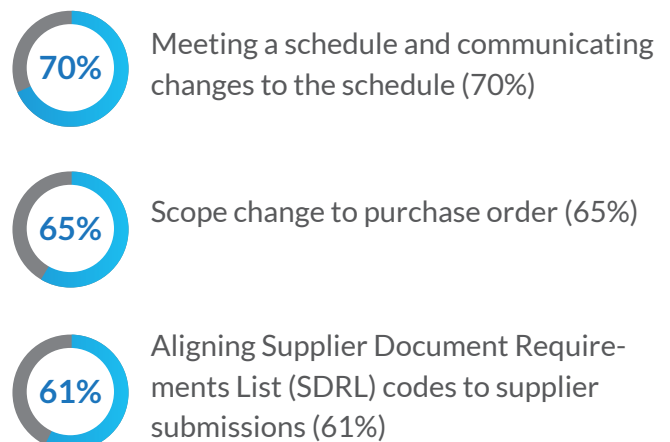 70%
Meeting a schedule and communicating
changes to the schedule (70%)
65%
Scope change to purchase order (65%)
61%
Aligning Supplier Document Require-
ments List (SDRL) codes to supplier
submissions (61%)